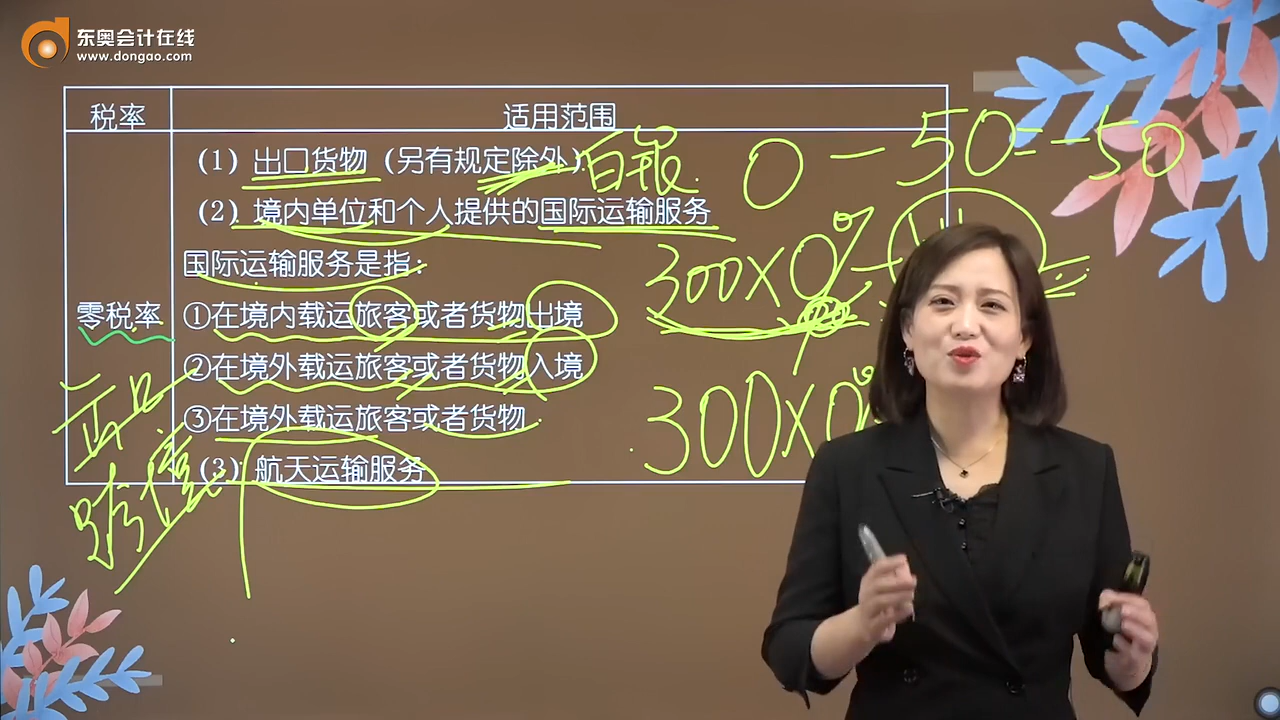 东奥会计在线
www.dongao.com
税率
适用范围
零税率
(1) 出口货物 (另有规定除外)
白银
(2) 境内单位和个人提供的国际运输服务
国际运输服务是指:
①在境内载运旅客或者货物出境
②在境外载运旅客或者货物入境
③在境外载运旅客或者货物
(3) 航天运输服务
0-50=-50
300×0%-
300×0%